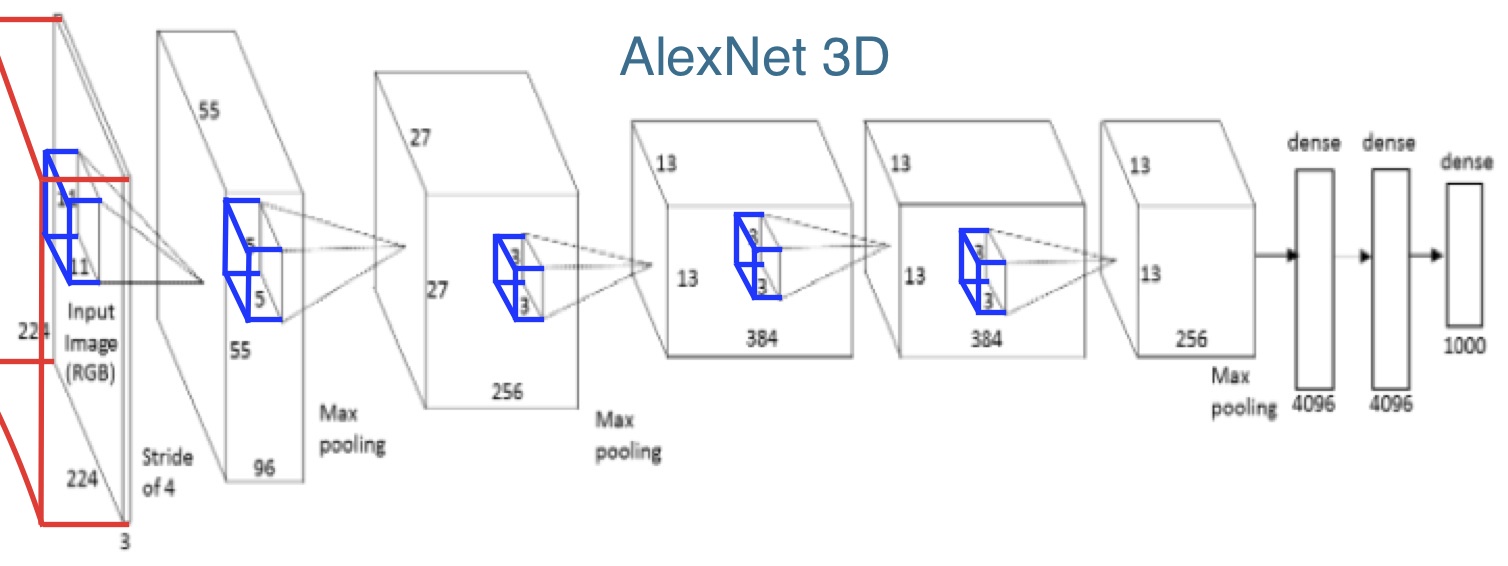 AlexNet 3D
11
11
224
Input
Image
(RGB)
224
3
Stride
of 4
55
5
5
55
96
Max
pooling
27
3
3
27
256
Max
pooling
13
3
3
13
384
13
3
3
13
384
13
13
256
Max
pooling
dense
4096
dense
4096
dense
1000